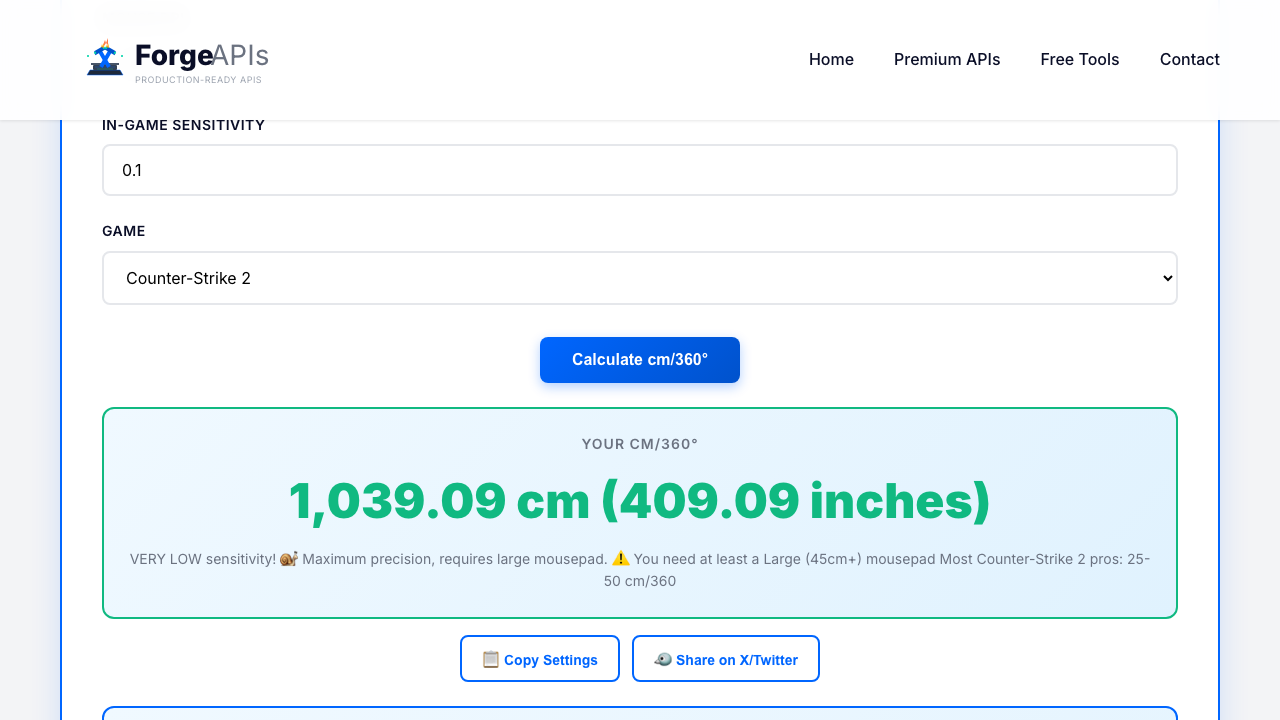 ForgeAPIs
PRODUCTION-READY APIS
Home
Premium APIs
Free Tools
Contact
IN-GAME SENSITIVITY
0.1
GAME
Counter-Strike 2
Calculate cm/360°
YOUR CM/360°
1,039.09 cm (409.09 inches)
VERY LOW sensitivity! 🐌 Maximum precision, requires large mousepad. ⚠️ You need at least a Large (45cm+) mousepad Most Counter-Strike 2 pros: 25-
50 cm/360
📋 Copy Settings
🐦 Share on X/Twitter